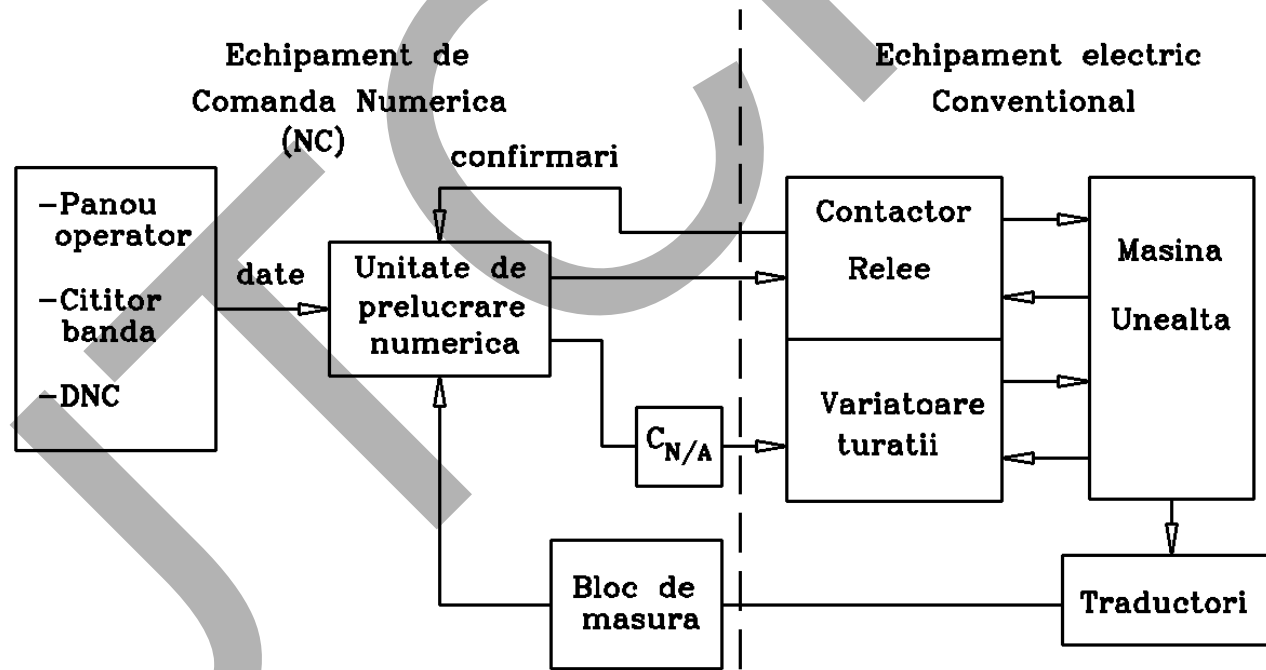 Echipament de
Comanda Numerica
(NC)
Echipament electric
Conventional
confirmari
-Panou
operator
-Cititor
banda
-DNC
date
Unitate de
prelucrare
numerica
Contactor
Relee
Masina
Unealta
Variatoare
turatii
C N/A
Bloc de
masura
Traductori